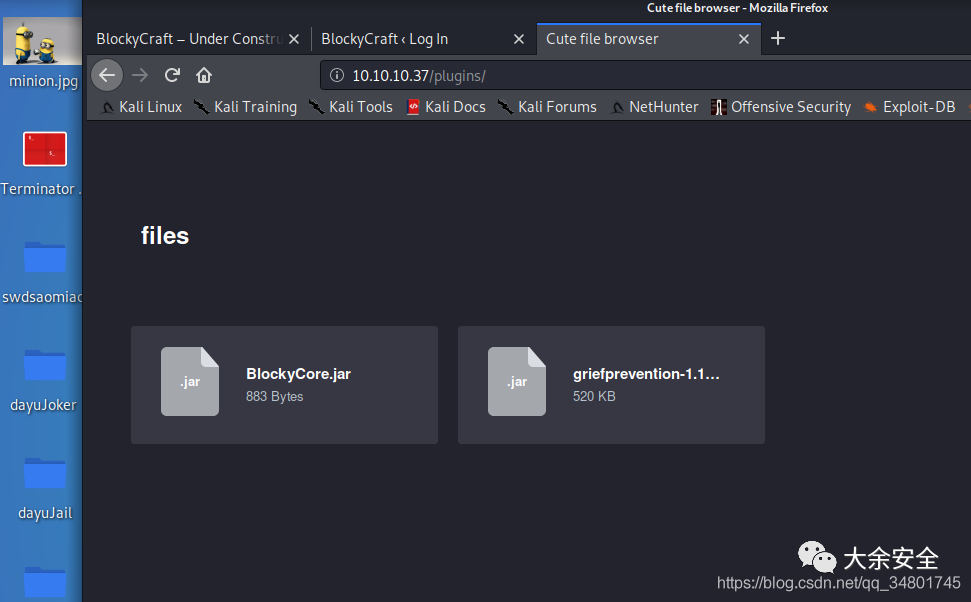 Cute file browser - Mozilla Firefox
BlockyCraft – Under Constru
BlockyCraft ‹ Log In
Cute file browser
10.10.10.37/plugins/
Kali Linux
Kali Training
Kali Tools
Kali Docs
Kali Forums
NetHunter
Offensive Security
Exploit-DB
minion.jpg
Terminator .
swdsaomiao
dayuJoker
dayuJail
files
.jar
BlockyCore.jar
883 Bytes
.jar
griefprevention-1.1...
520 KB
大余安全
https://blog.csdn.net/qq_34801745